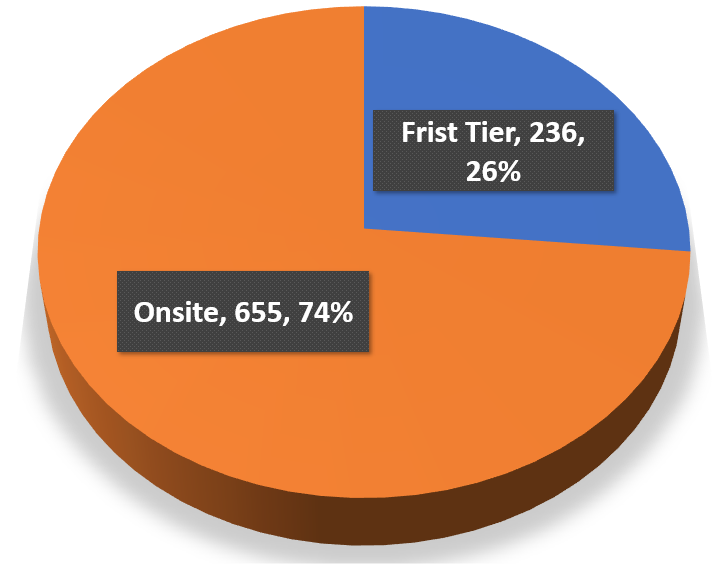 Frist Tier, 236,
26%
Onsite, 655, 74%